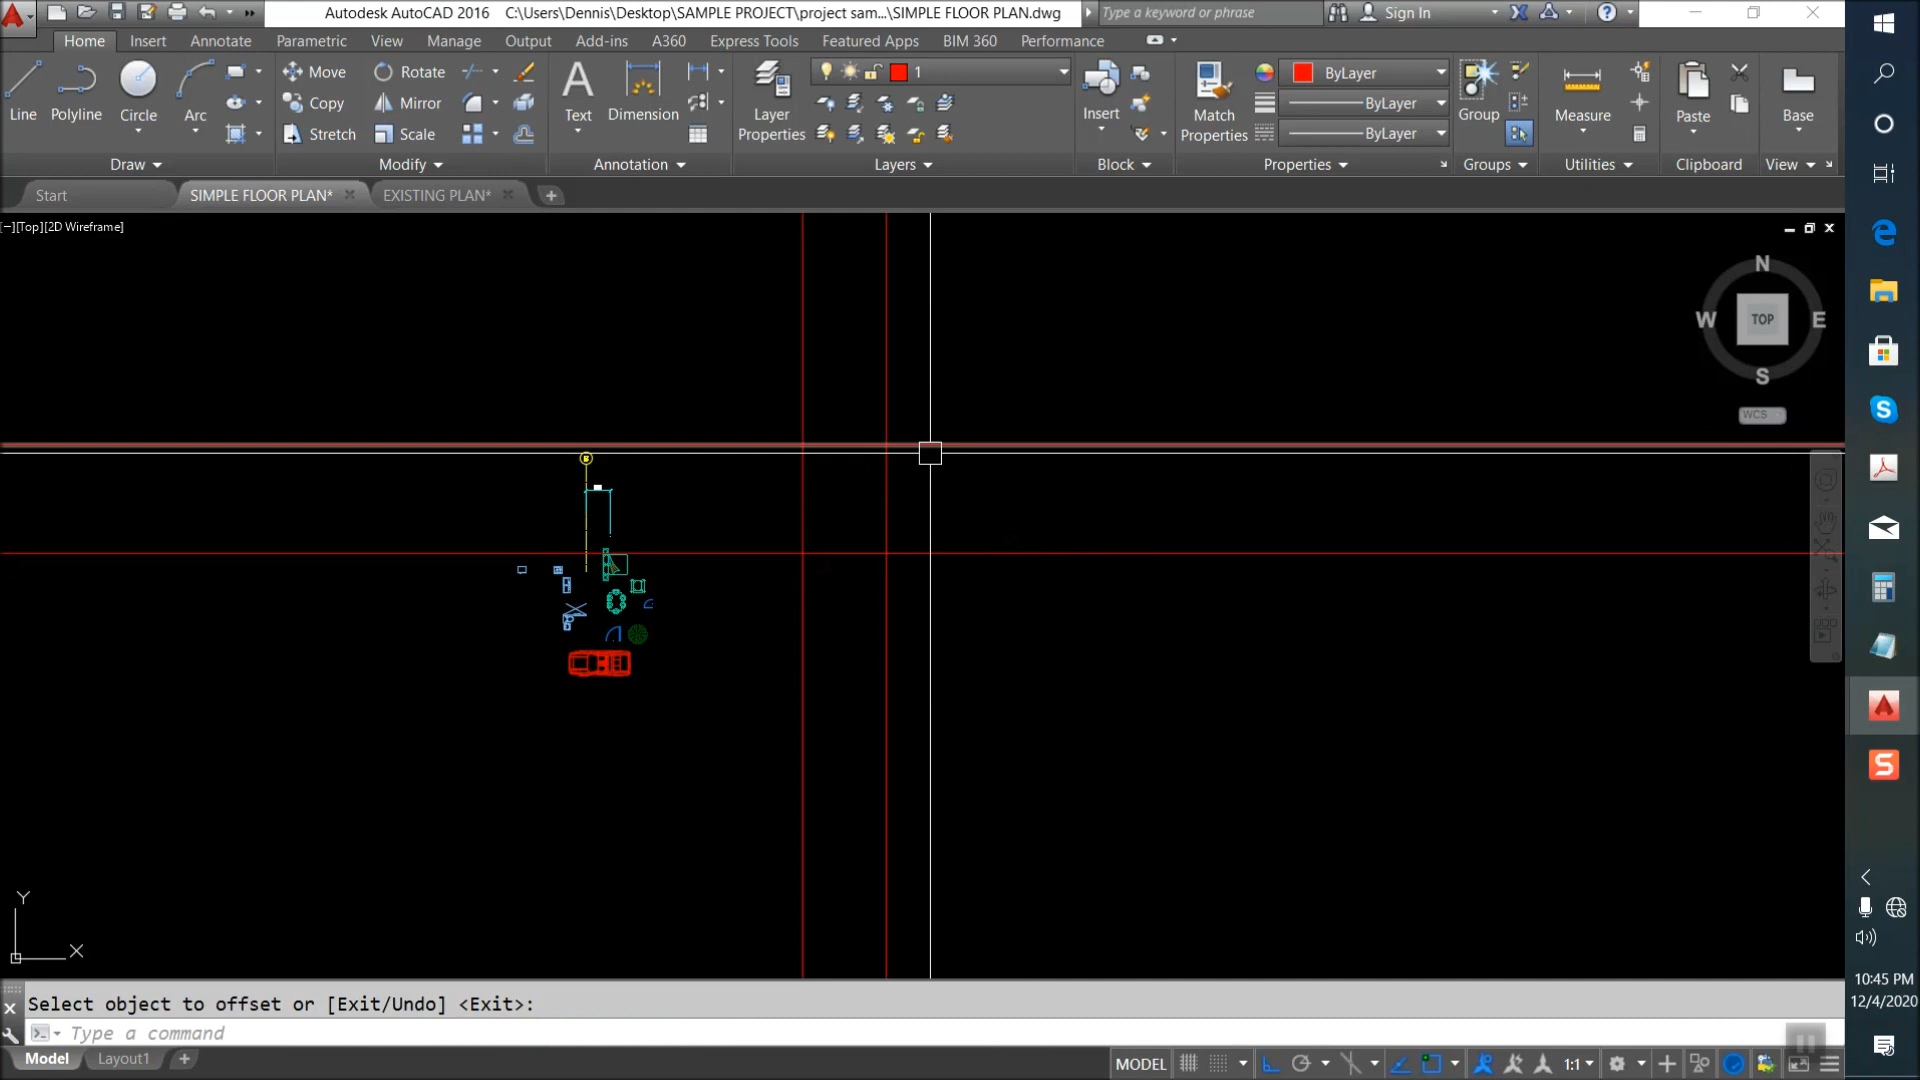 Autodesk AutoCAD 2016 C:\Users\Dennis\Desktop\SAMPLE PROJECT\project sam...\SIMPLE FLOOR PLAN.dwg
Type a keyword or phrase
Sign In
Home Insert Annotate Parametric View Manage Output Add-ins A360 Express Tools Featured Apps BIM 360 Performance
Line Polyline Circle Arc
Draw
Move Rotate
Copy Mirror
Stretch Scale
Modify
Text Dimension
Annotation
Layer
Properties
1
Layers
Insert
Block
Match
Properties
ByLayer
ByLayer
ByLayer
Properties
Group
Groups
Measure
Utilities
Paste
Clipboard
Base
View
Start SIMPLE FLOOR PLAN* EXISTING PLAN*
[−][Top][2D Wireframe]
N
W TOP E
S
WCS
Y
X
Select object to offset or [Exit/Undo] <Exit>:
Type a command
Model Layout1
MODEL 1:1
10:45 PM
12/4/2020